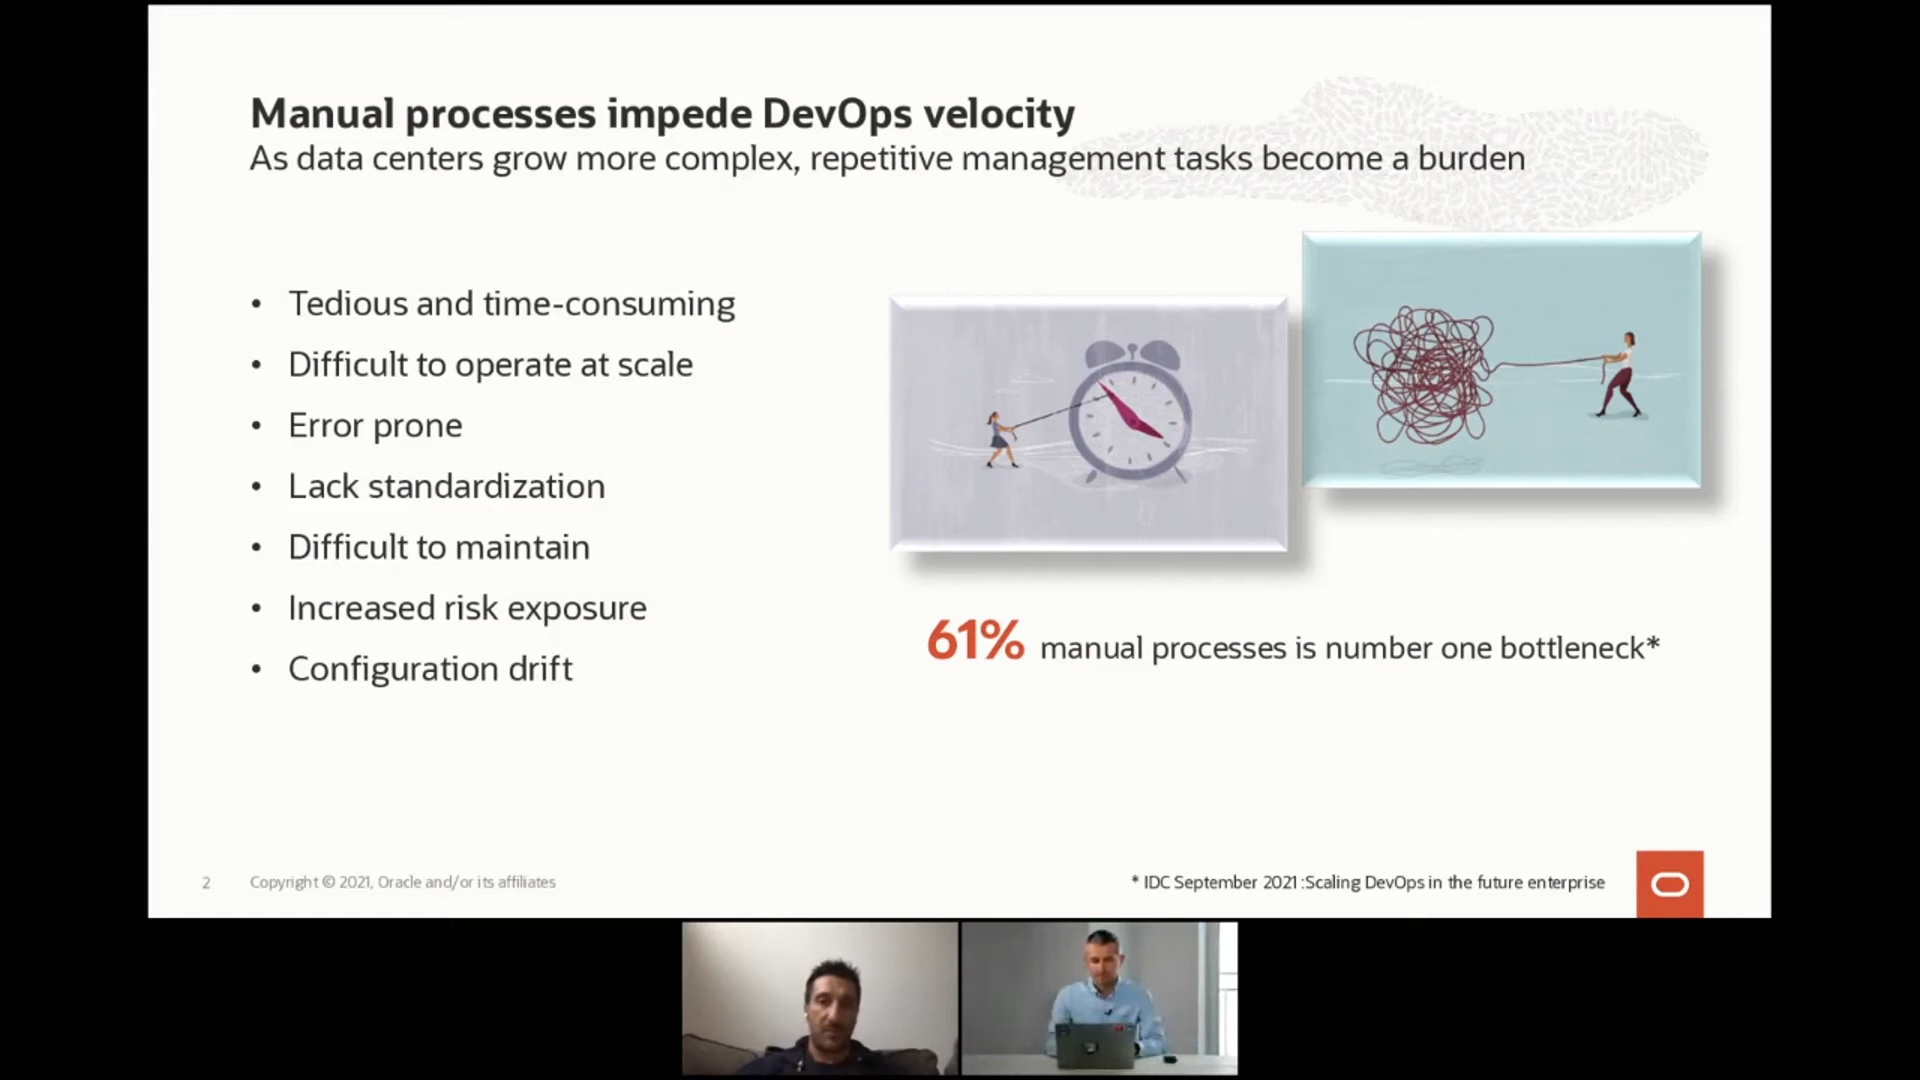 Manual processes impede DevOps velocity
As data centers grow more complex, repetitive management tasks become a burden
• Tedious and time-consuming
• Difficult to operate at scale
• Error prone
• Lack standardization
• Difficult to maintain
• Increased risk exposure
• Configuration drift
61% manual processes is number one bottleneck*
2 Copyright © 2021, Oracle and/or its affiliates
* IDC September 2021 :Scaling DevOps in the future enterprise